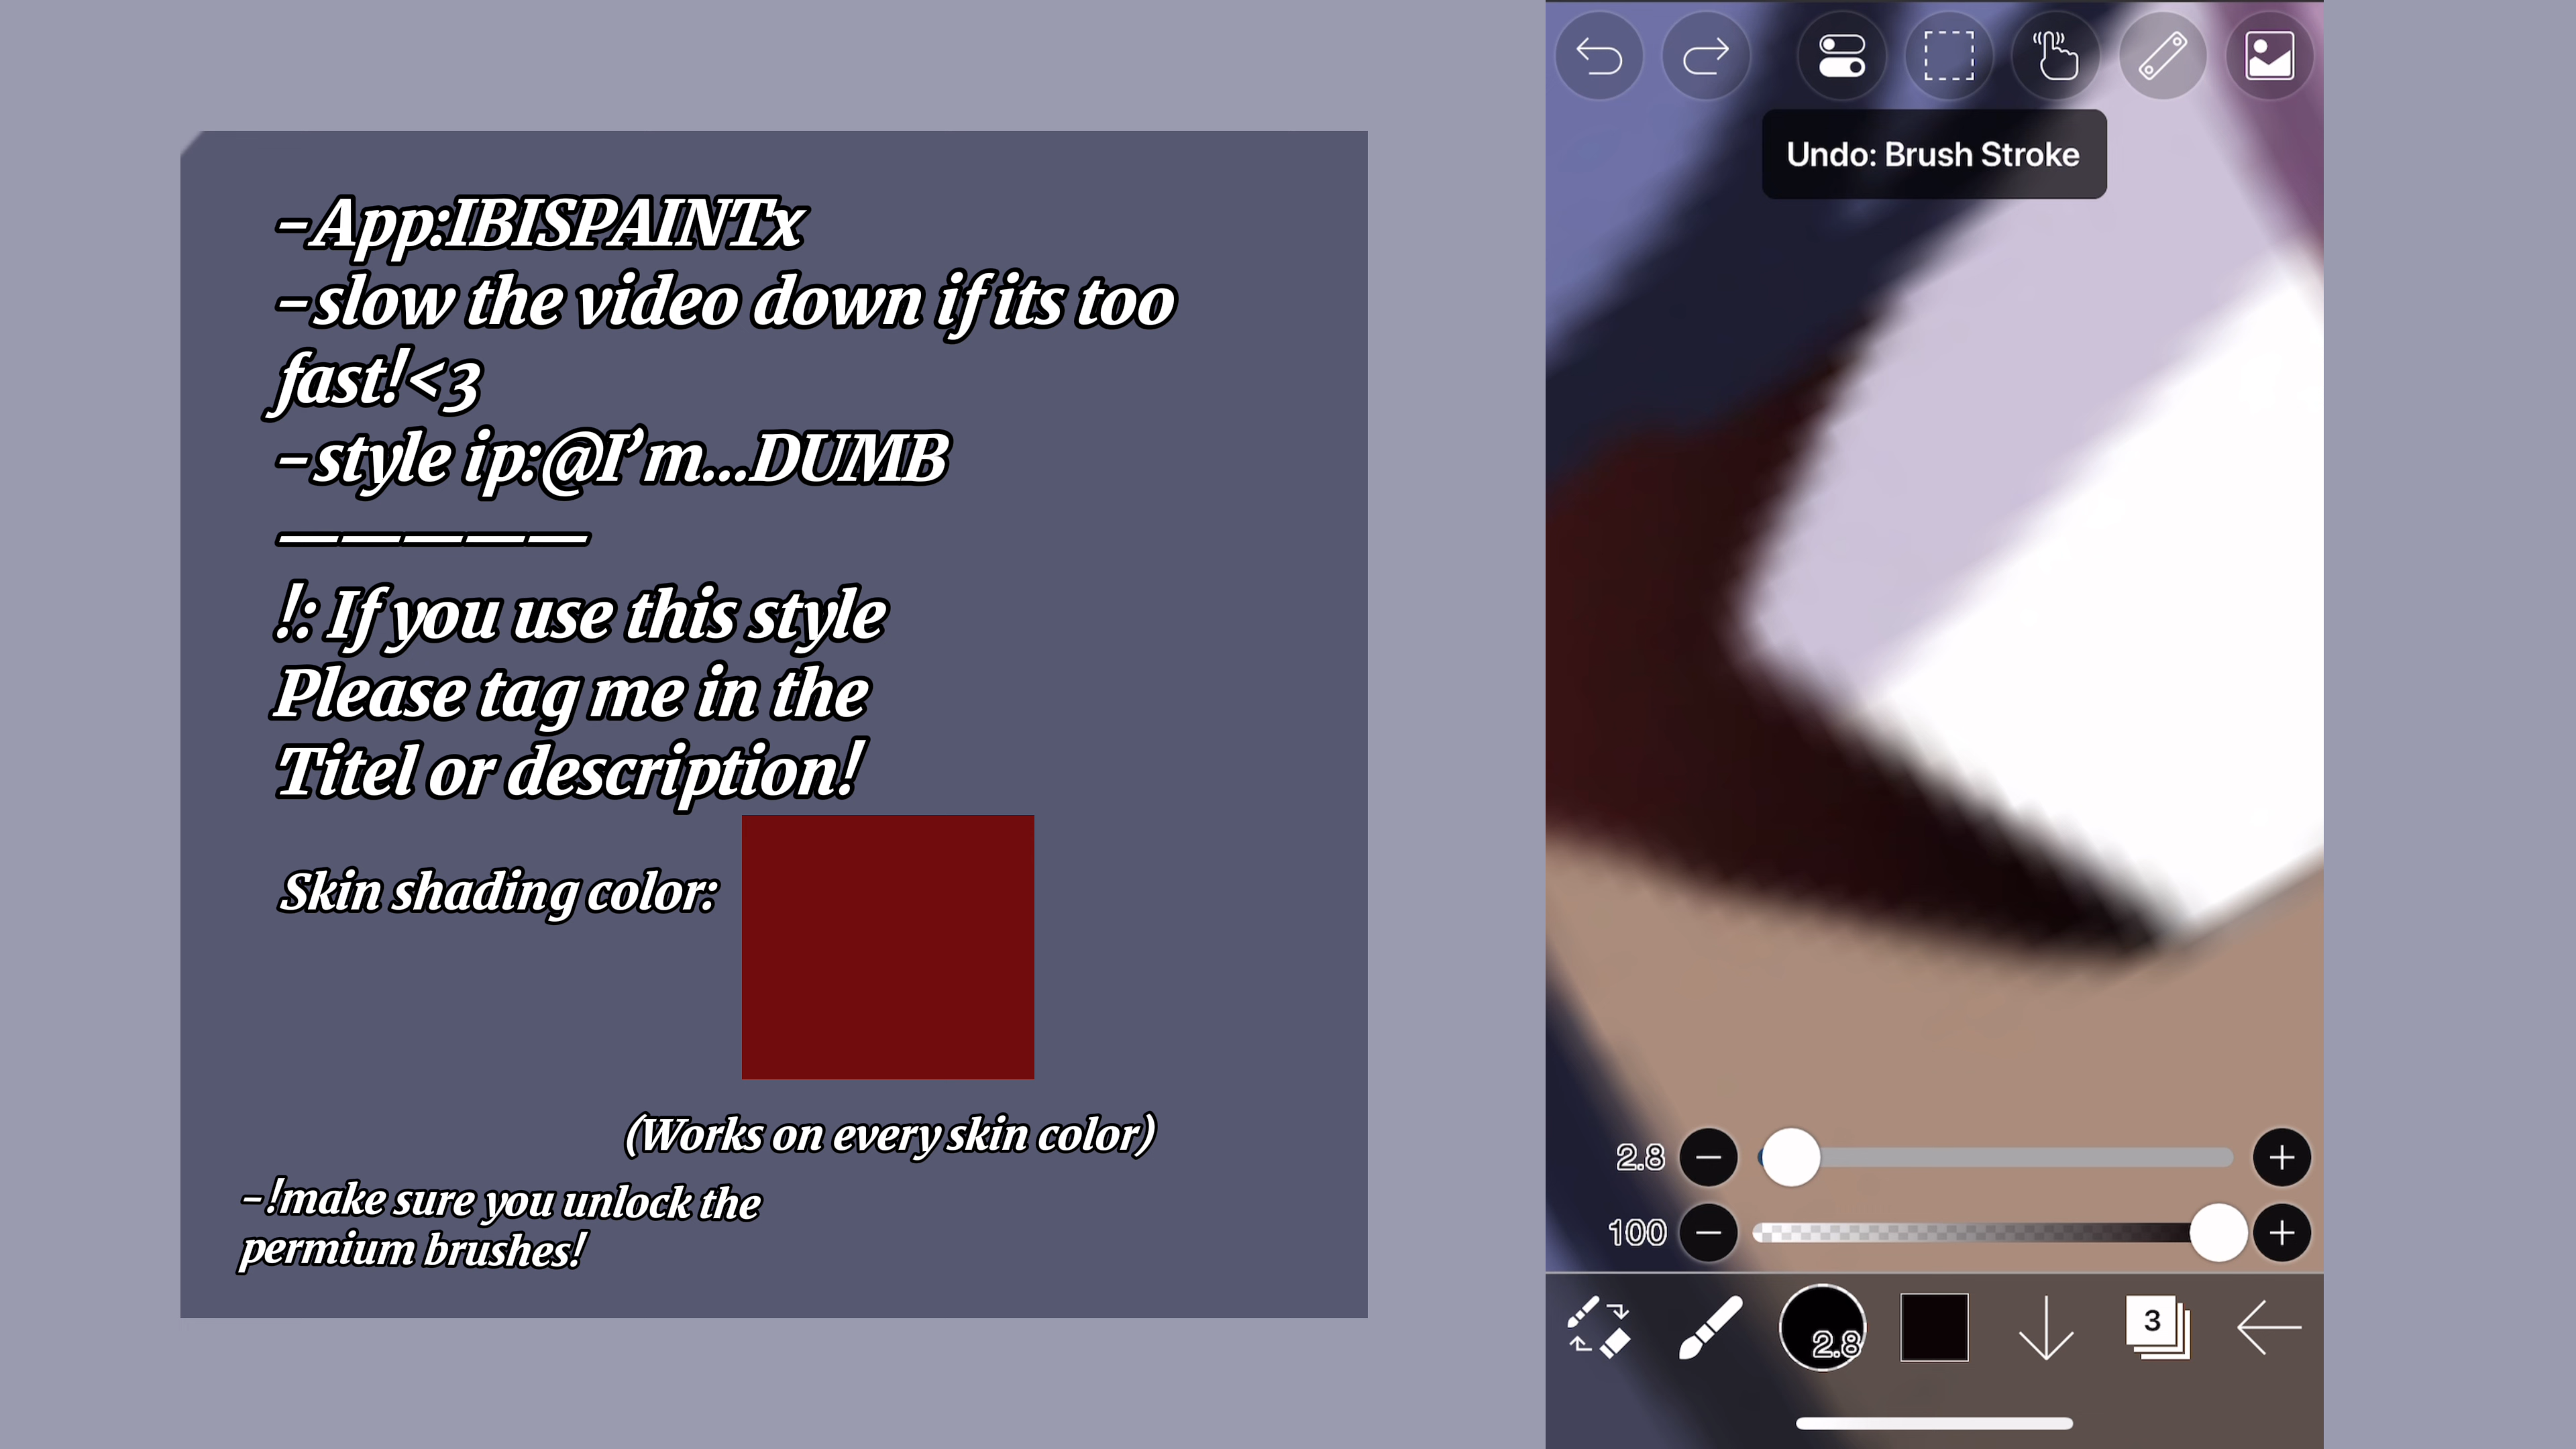 -App:IBISPAINTx
-slow the video down if its too
fast!<3
-style ip:@I'm...DUMB
—————
!: If you use this style
Please tag me in the
Titel or description!
Skin shading color:
(Works on every skin color)
-!make sure you unlock the
permium brushes!
Undo: Brush Stroke
2.8
100
2.8
3